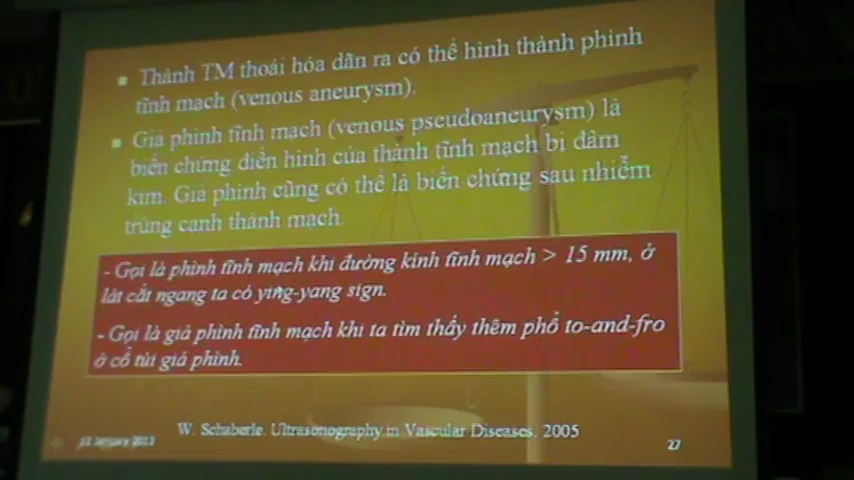 Thành TM thoái hóa dẫn ra có thể hình thành phình
tĩnh mạch (venous aneurysm).
Giả phình tĩnh mạch (venous pseudoaneurysm) là
biến chứng điển hình của thành tĩnh mạch bị đâm
kim. Giả phình cũng có thể là biến chứng sau nhiễm
trùng cạnh thành mạch.
- Gọi là phình tĩnh mạch khi đường kính tĩnh mạch > 15 mm, ở
lát cắt ngang ta có ying-yang sign.
- Gọi là giả phình tĩnh mạch khi ta tìm thấy thêm phổ to-and-fro
ở cổ túi giả phình.
W. Schaberle. Ultrasonography in Vascular Diseases. 2005
January 2013
27